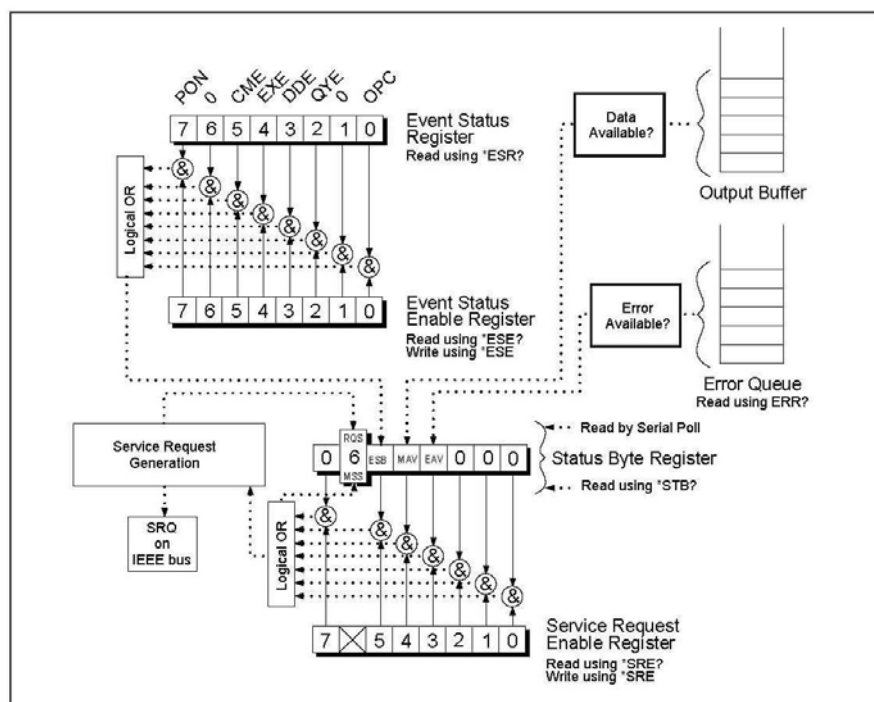 PON 0 CME EXE DDE QYE 0 OPC
7 6 5 4 3 2 1 0
Event Status
Register
Read using *ESR?
& & & & & & & &
Logical OR
7 6 5 4 3 2 1 0
Event Status
Enable Register
Read using *ESE?
Write using *ESE
Data
Available?
Output Buffer
Error
Available?
Error Queue
Read using ERR?
Service Request
Generation
SRQ
on
IEEE bus
RQS
0 6 ESB MAV EAV 0 0 0
MSS
Read by Serial Poll
Status Byte Register
Read using *STB?
& & & & & & &
Logical OR
7 5 4 3 2 1 0
Service Request
Enable Register
Read using *SRE?
Write using *SRE